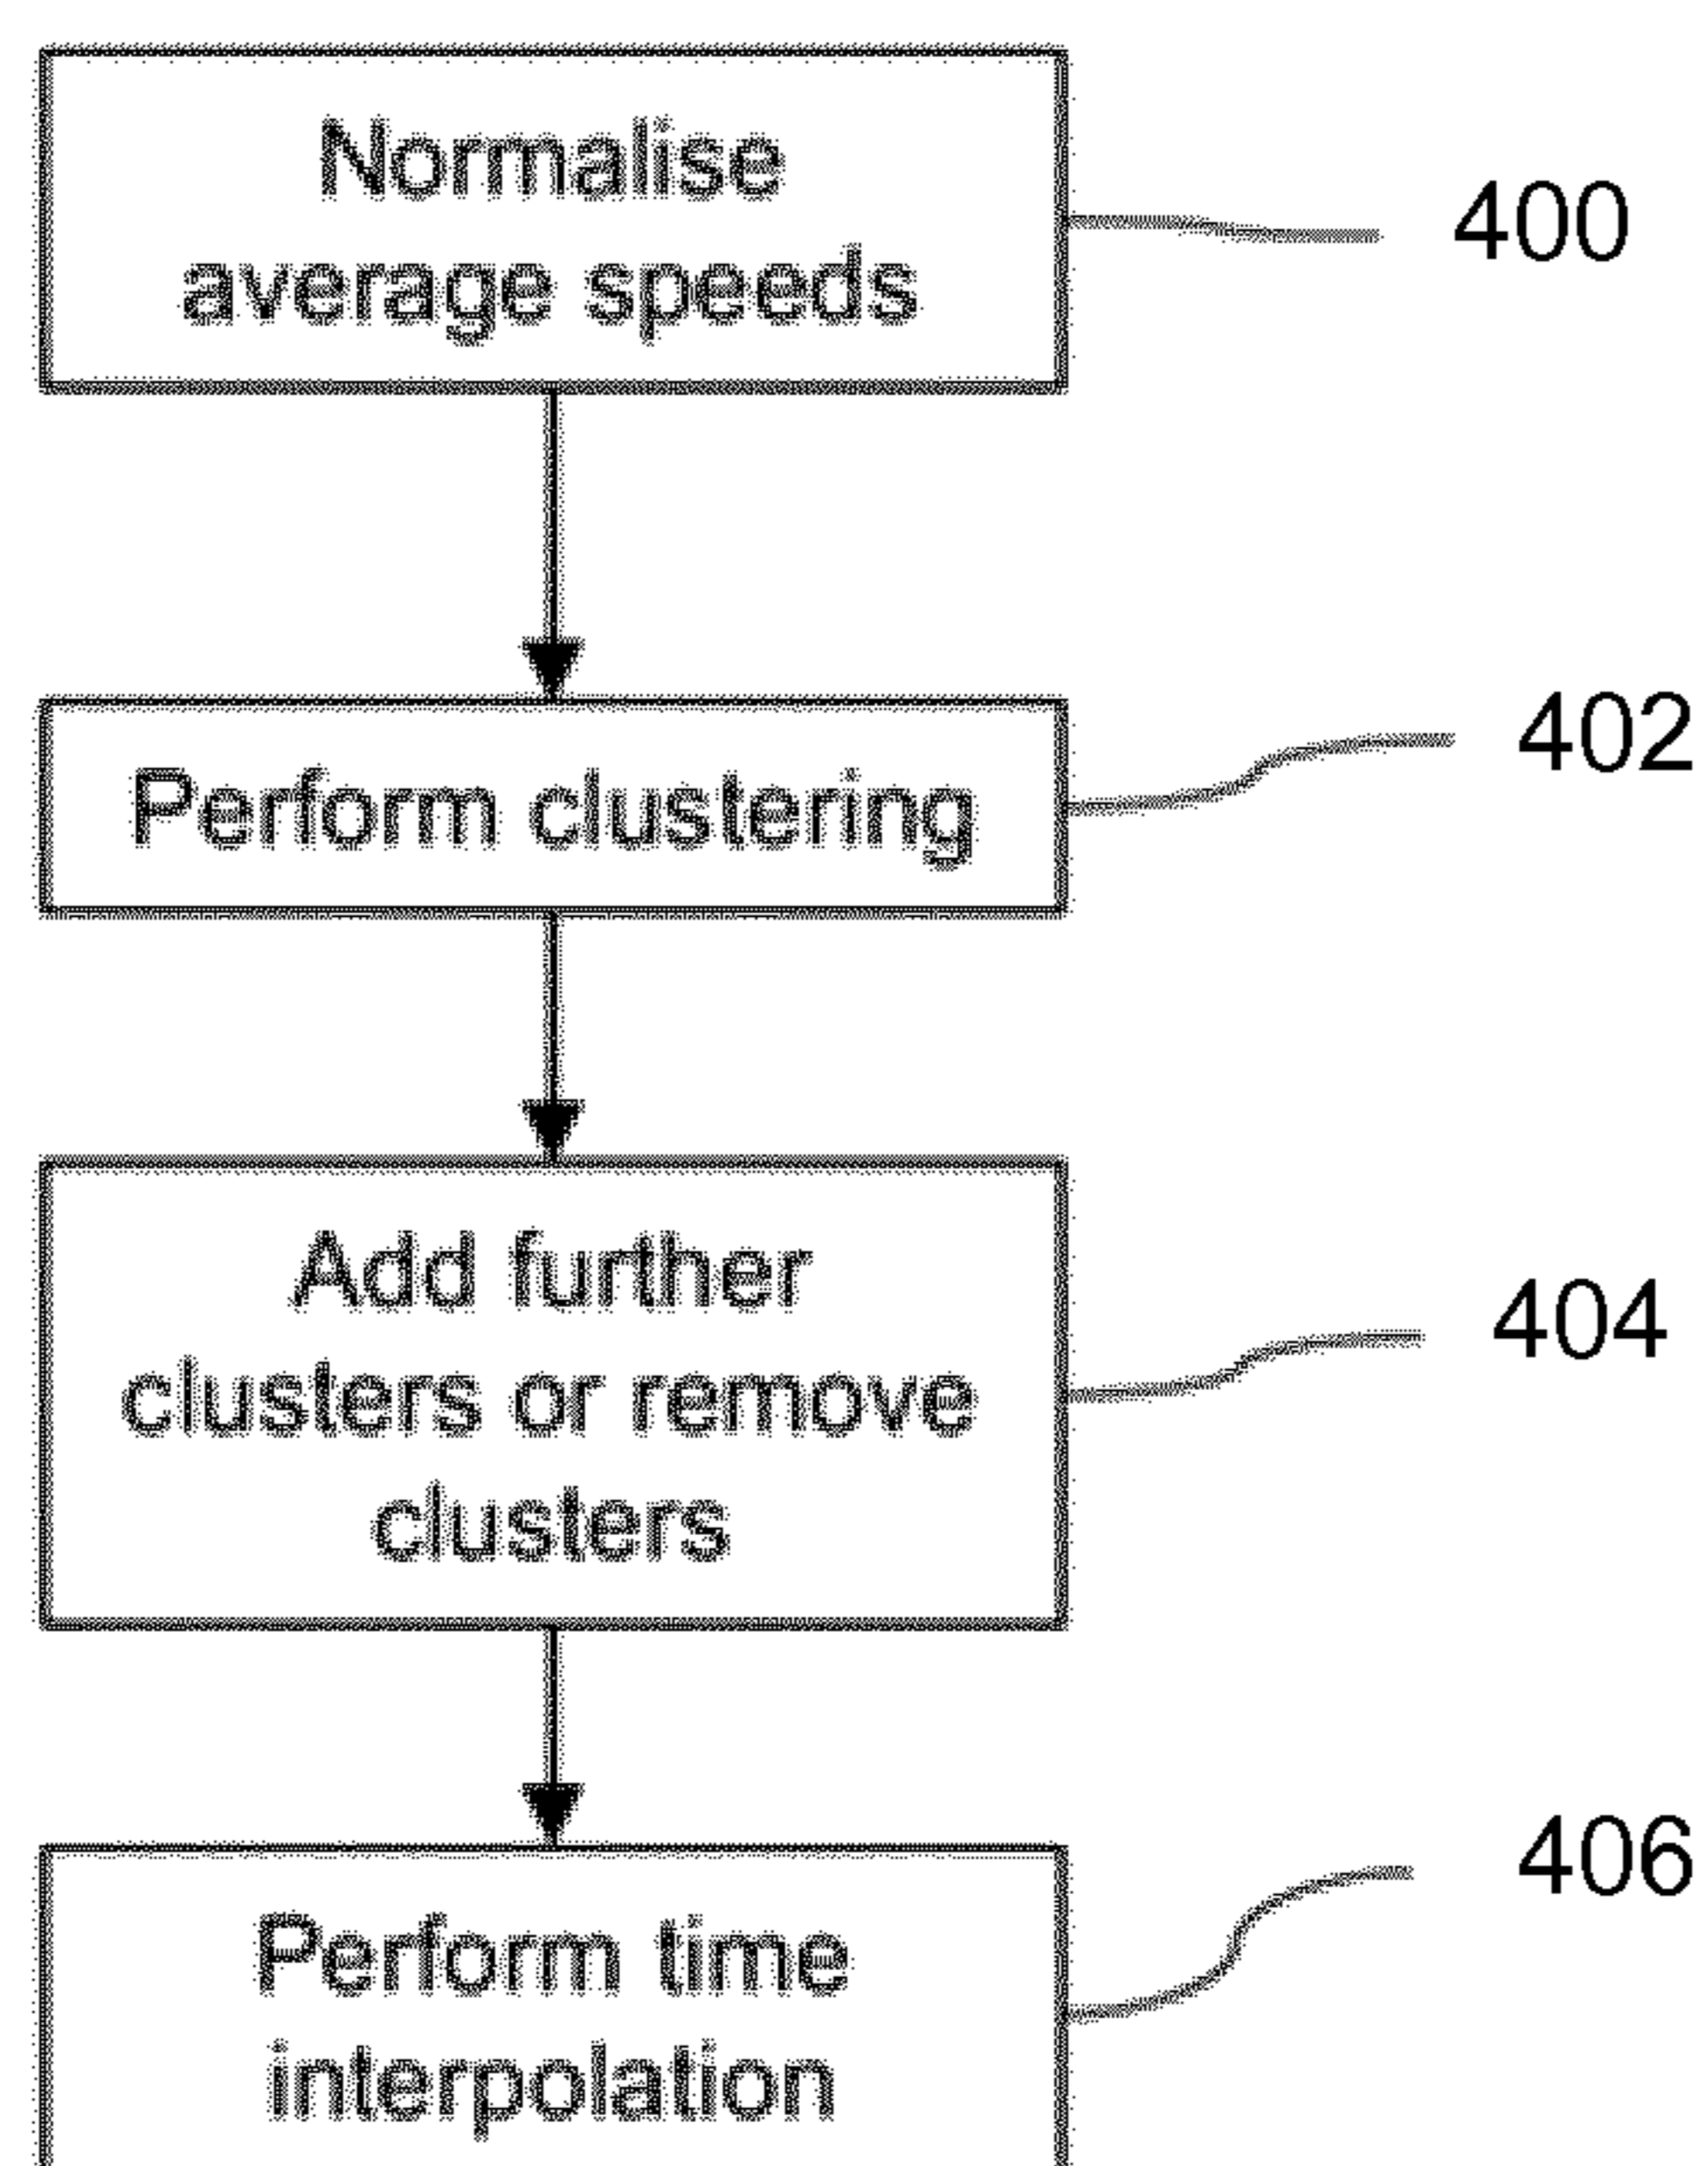 Normalise
average speeds
400
Perform clustering
402
Add further
clusters or remove
clusters
404
Perform time
interpolation
406